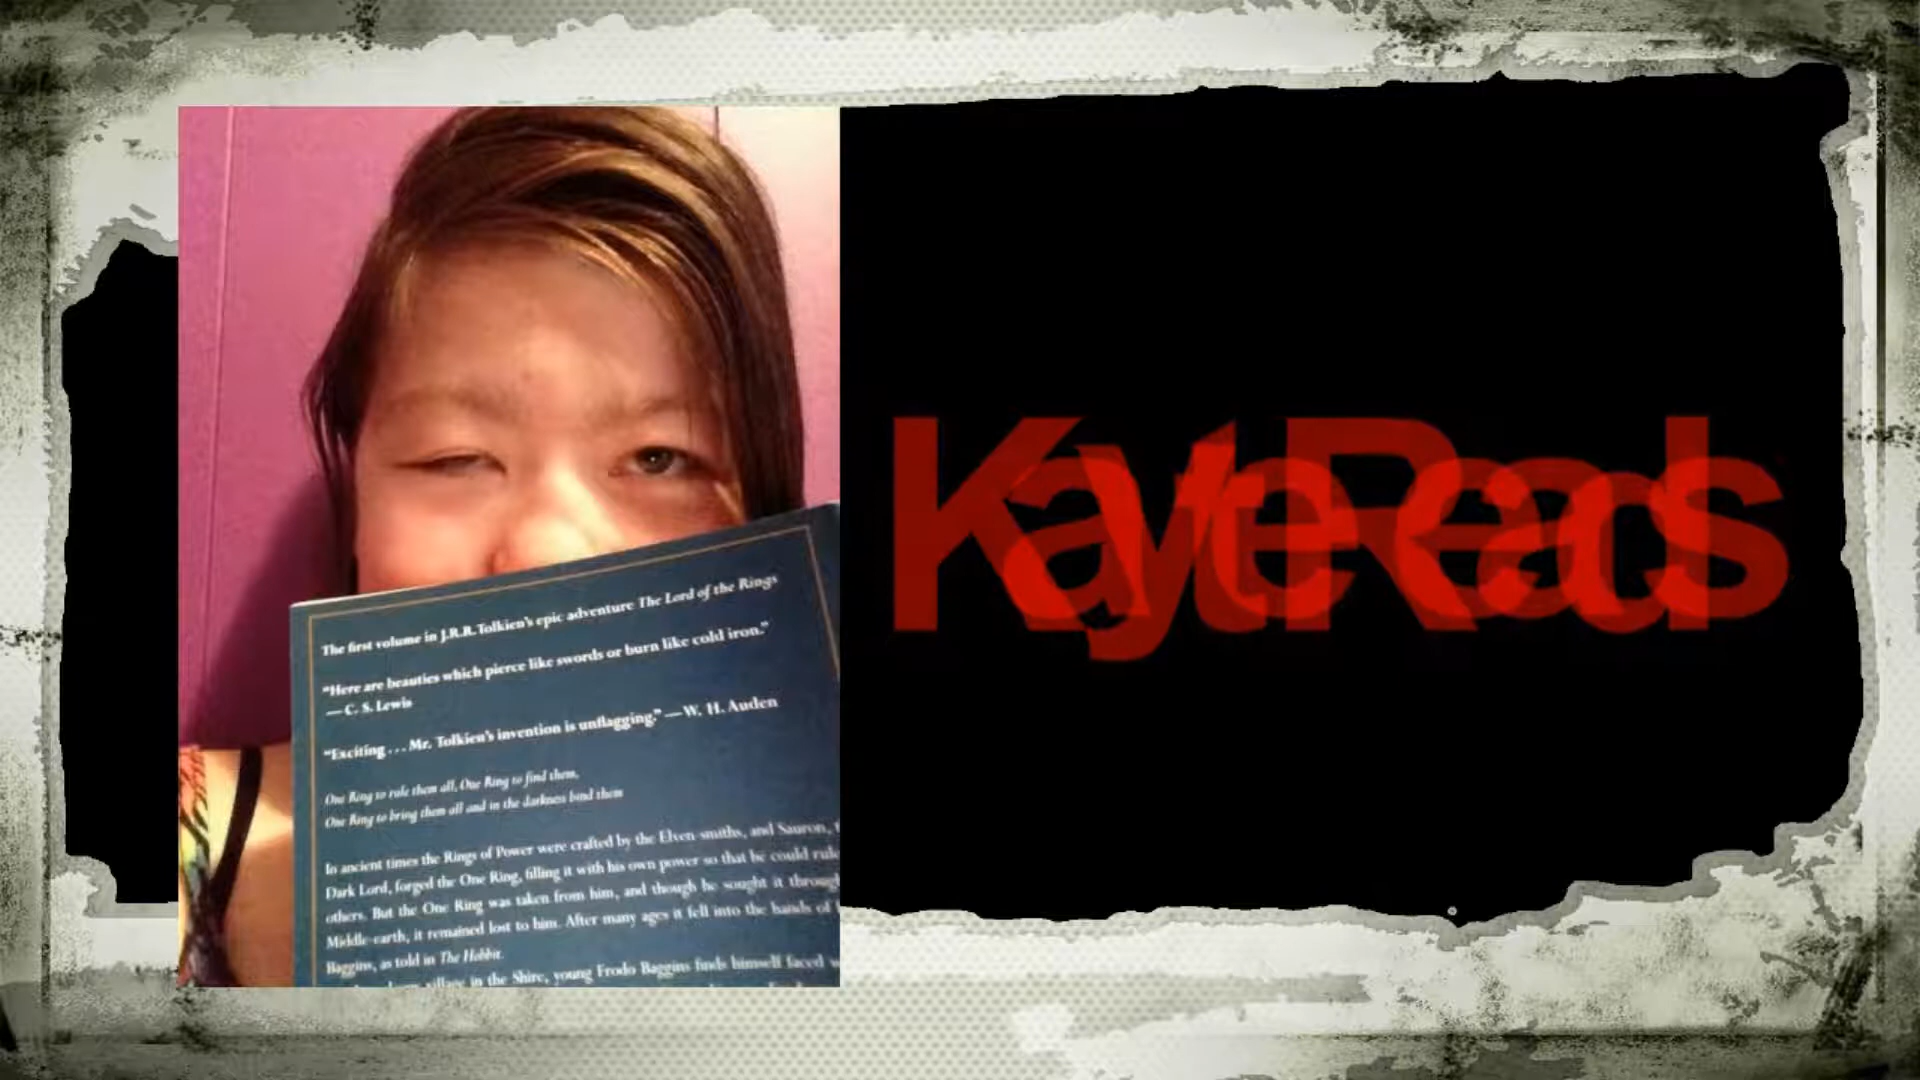 The first volume in J.R.R. Tolkien's epic adventure The Lord of the Rings
"Here are beauties which pierce like swords or burn like cold iron."
— C. S. Lewis
"Exciting . . . Mr. Tolkien's invention is unflagging." —W. H. Auden
One Ring to rule them all, One Ring to find them,
One Ring to bring them all and in the darkness bind them
In ancient times the Rings of Power were crafted by the Elven-smiths, and Sauron,
Dark Lord, forged the One Ring, filling it with his own power so that he could rule
others. But the One Ring was taken from him, and though he sought it through
Middle-earth, it remained lost to him. After many ages it fell into the hands of
Baggins, as told in The Hobbit.
village in the Shire, young Frodo Baggins finds himself faced
KayteReads